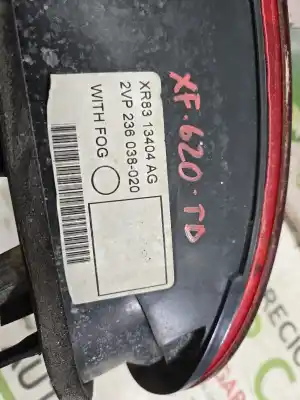 XR83 13404 AG
2VP 236 038-020
WITH FOG
XF-620-TD